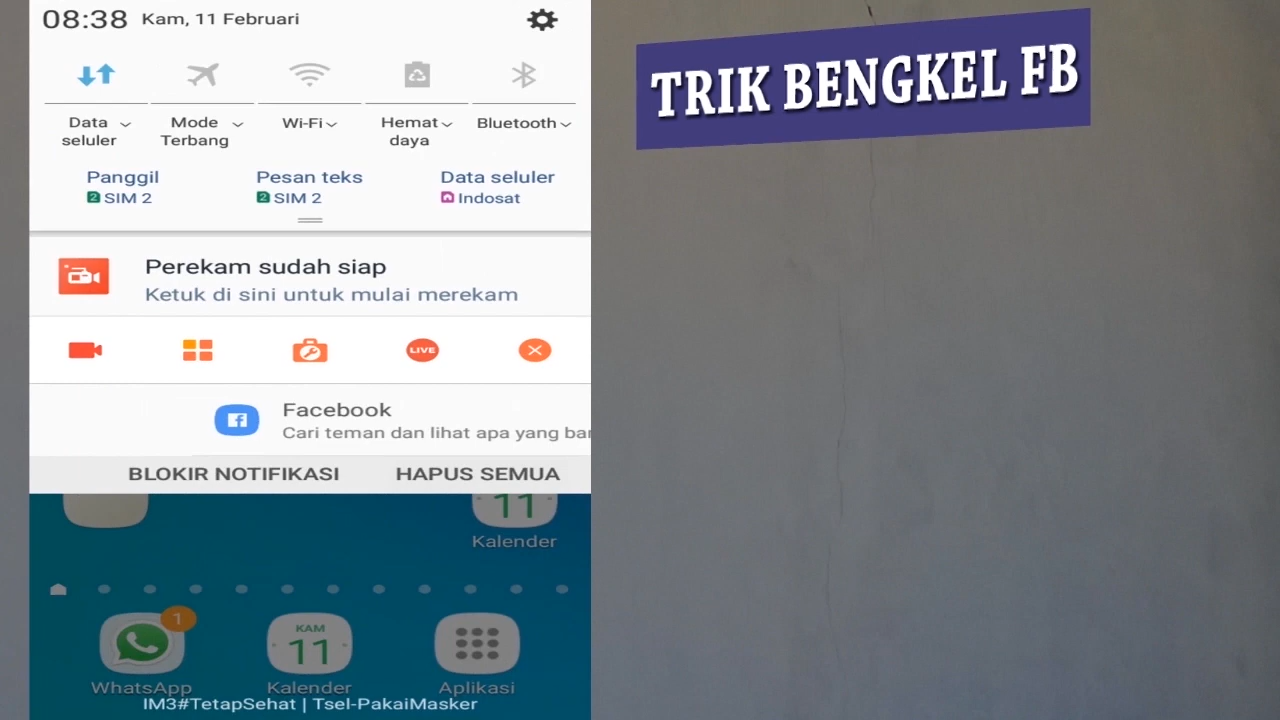 08:38 Kam, 11 Februari
Data seluler
Mode Terbang
Wi-Fi
Hemat daya
Bluetooth
Panggil
2 SIM 2
Pesan teks
2 SIM 2
Data seluler
Indosat
Perekam sudah siap
Ketuk di sini untuk mulai merekam
LIVE
Facebook
Cari teman dan lihat apa yang
BLOKIR NOTIFIKASI
HAPUS SEMUA
11
Kalender
1
KAM
11
WhatsApp
Kalender
Aplikasi
IM3#TetapSehat | Tsel-PakaiMasker
TRIK BENGKEL FB